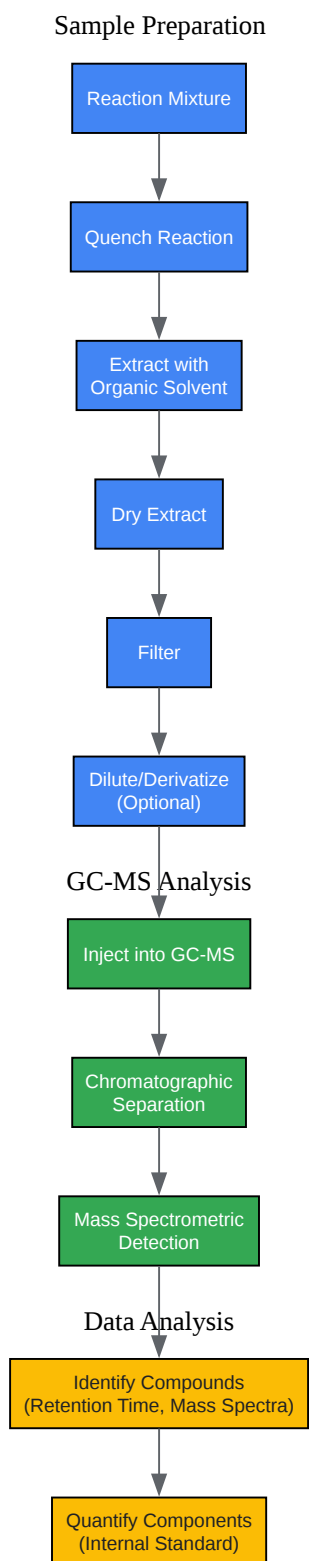 Sample Preparation
Reaction Mixture
Quench Reaction
Extract with
Organic Solvent
Dry Extract
Filter
Dilute/Derivatize
(Optional)
GC-MS Analysis
Inject into GC-MS
Chromatographic
Separation
Mass Spectrometric
Detection
Data Analysis
Identify Compounds
(Retention Time, Mass Spectra)
Quantify Components
(Internal Standard)